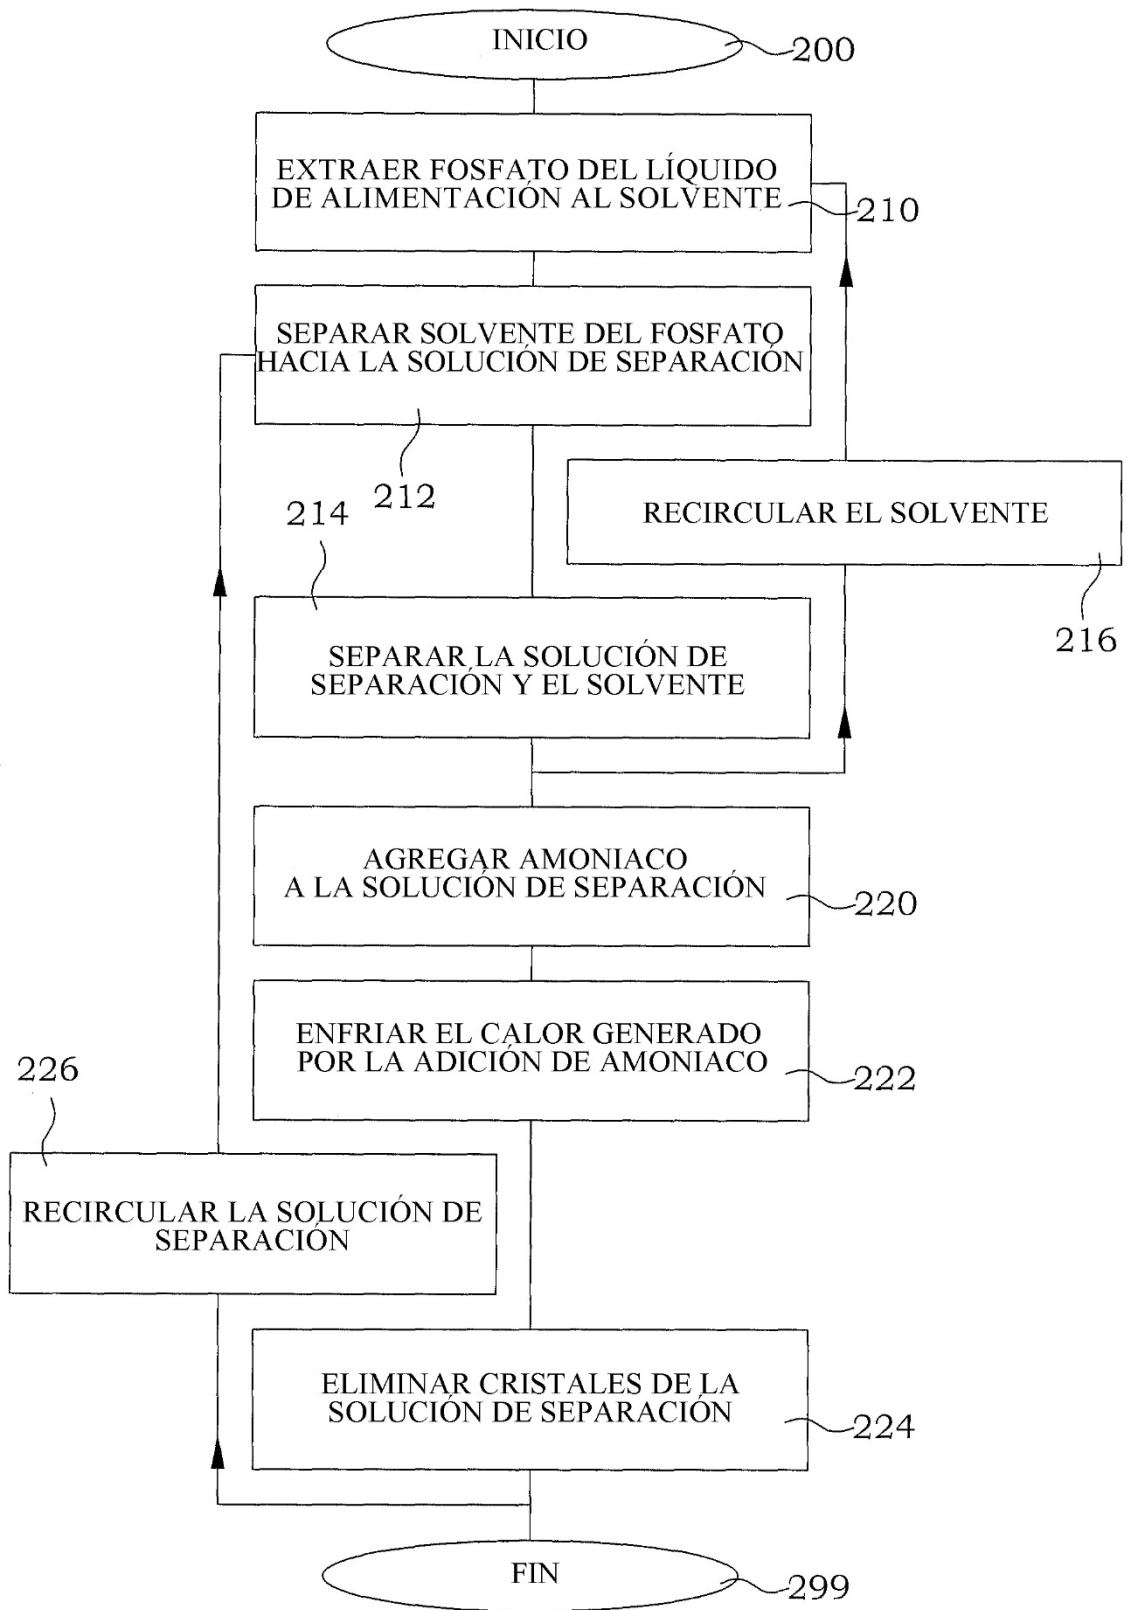 INICIO
200
EXTRAER FOSFATO DEL LÍQUIDO
DE ALIMENTACIÓN AL SOLVENTE
210
SEPARAR SOLVENTE DEL FOSFATO
HACIA LA SOLUCIÓN DE SEPARACIÓN
212
RECIRCULAR EL SOLVENTE
216
214
SEPARAR LA SOLUCIÓN DE
SEPARACIÓN Y EL SOLVENTE
AGREGAR AMONIACO
A LA SOLUCIÓN DE SEPARACIÓN
220
ENFRIAR EL CALOR GENERADO
POR LA ADICIÓN DE AMONIACO
222
226
RECIRCULAR LA SOLUCIÓN DE
SEPARACIÓN
ELIMINAR CRISTALES DE LA
SOLUCIÓN DE SEPARACIÓN
224
FIN
299